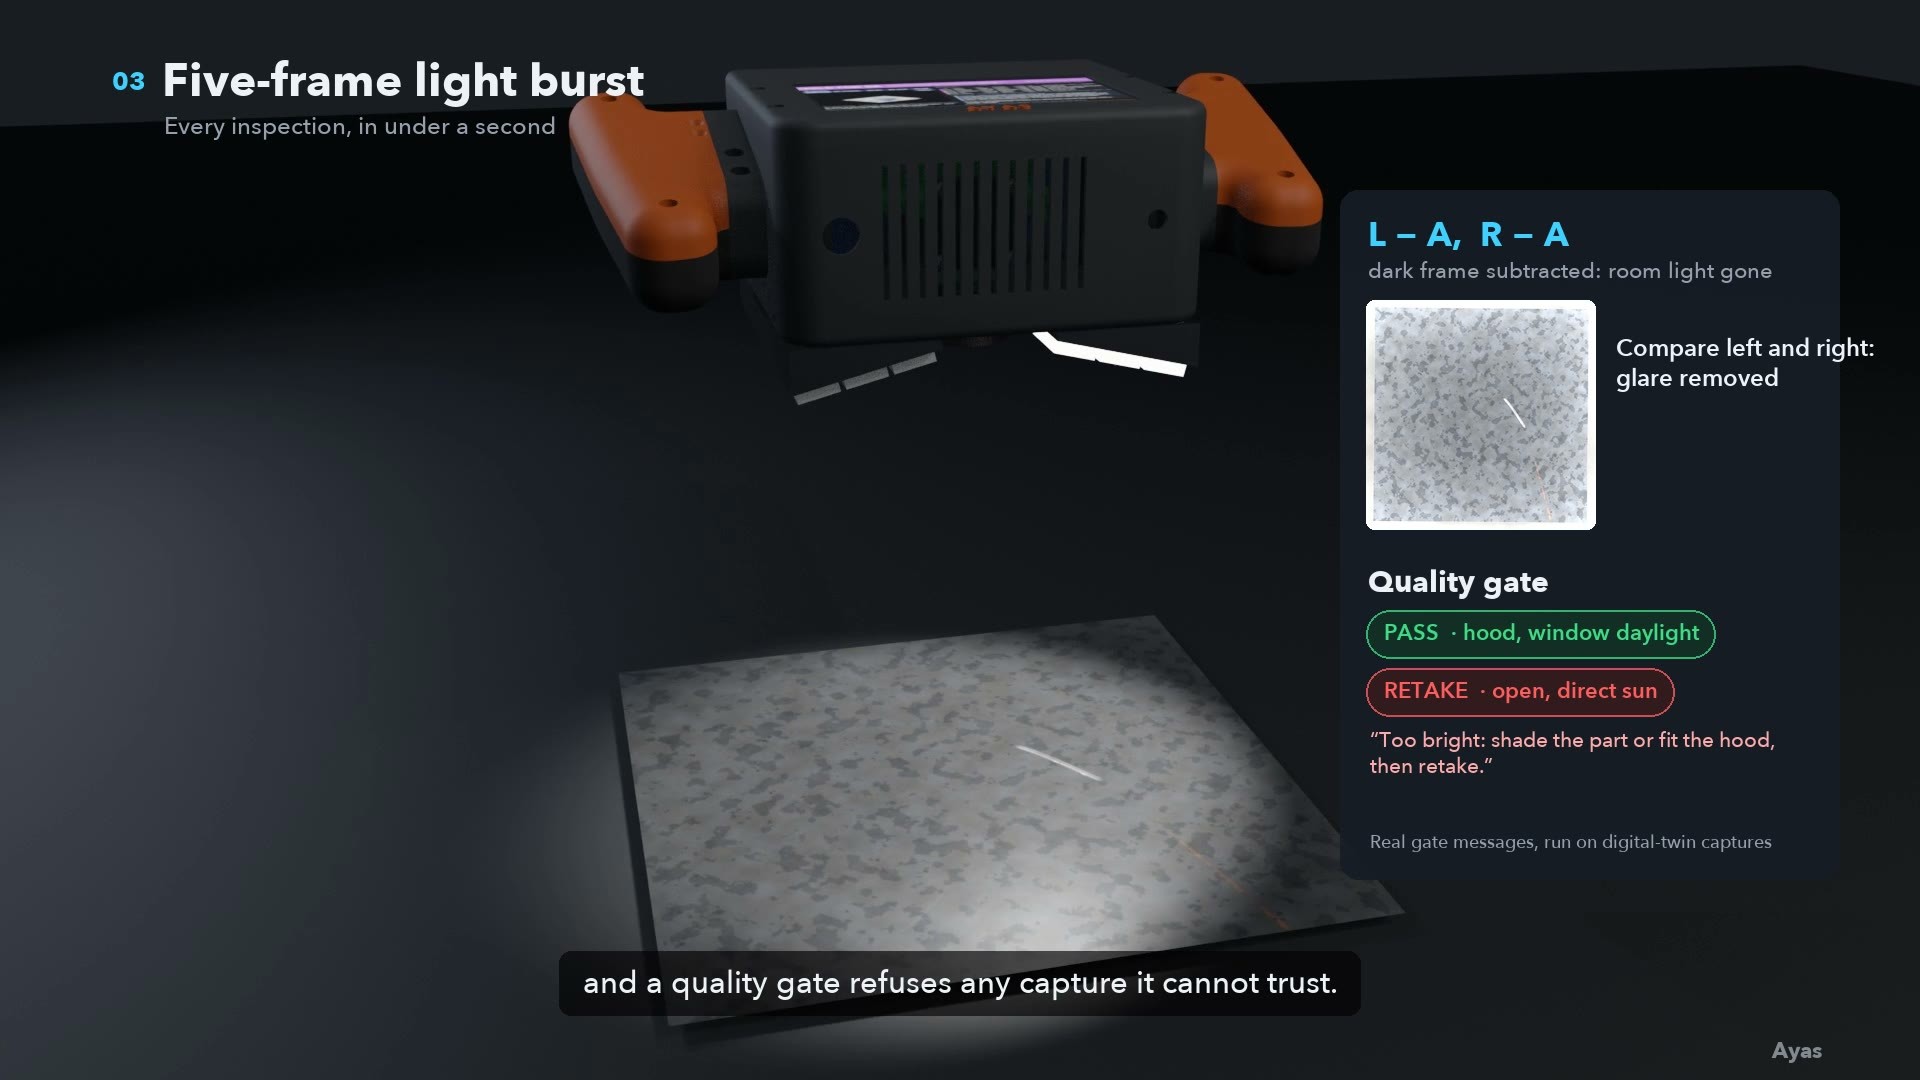 03 Five-frame light burst
Every inspection, in under a second
L – A, R – A
dark frame subtracted: room light gone
Compare left and right:
glare removed
Quality gate
PASS · hood, window daylight
RETAKE · open, direct sun
“Too bright: shade the part or fit the hood,
then retake.”
Real gate messages, run on digital-twin captures
and a quality gate refuses any capture it cannot trust.
Ayas